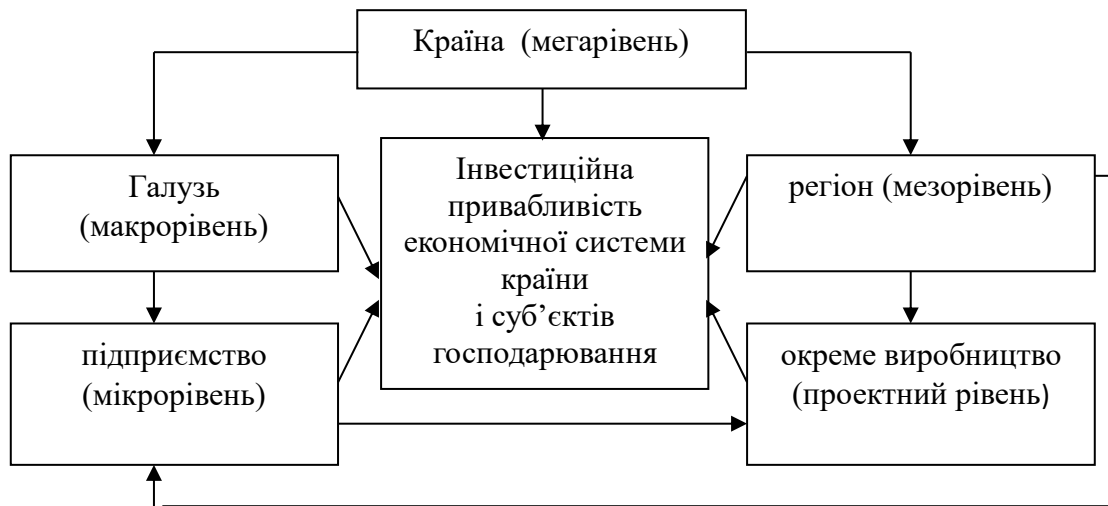 Країна (мегарівень)
Галузь
(макрорівень)
Інвестиційна
привабливість
економічної системи
країни
і суб’єктів
господарювання
регіон (мезорівень)
підприємство
(мікрорівень)
окреме виробництво
(проектний рівень)